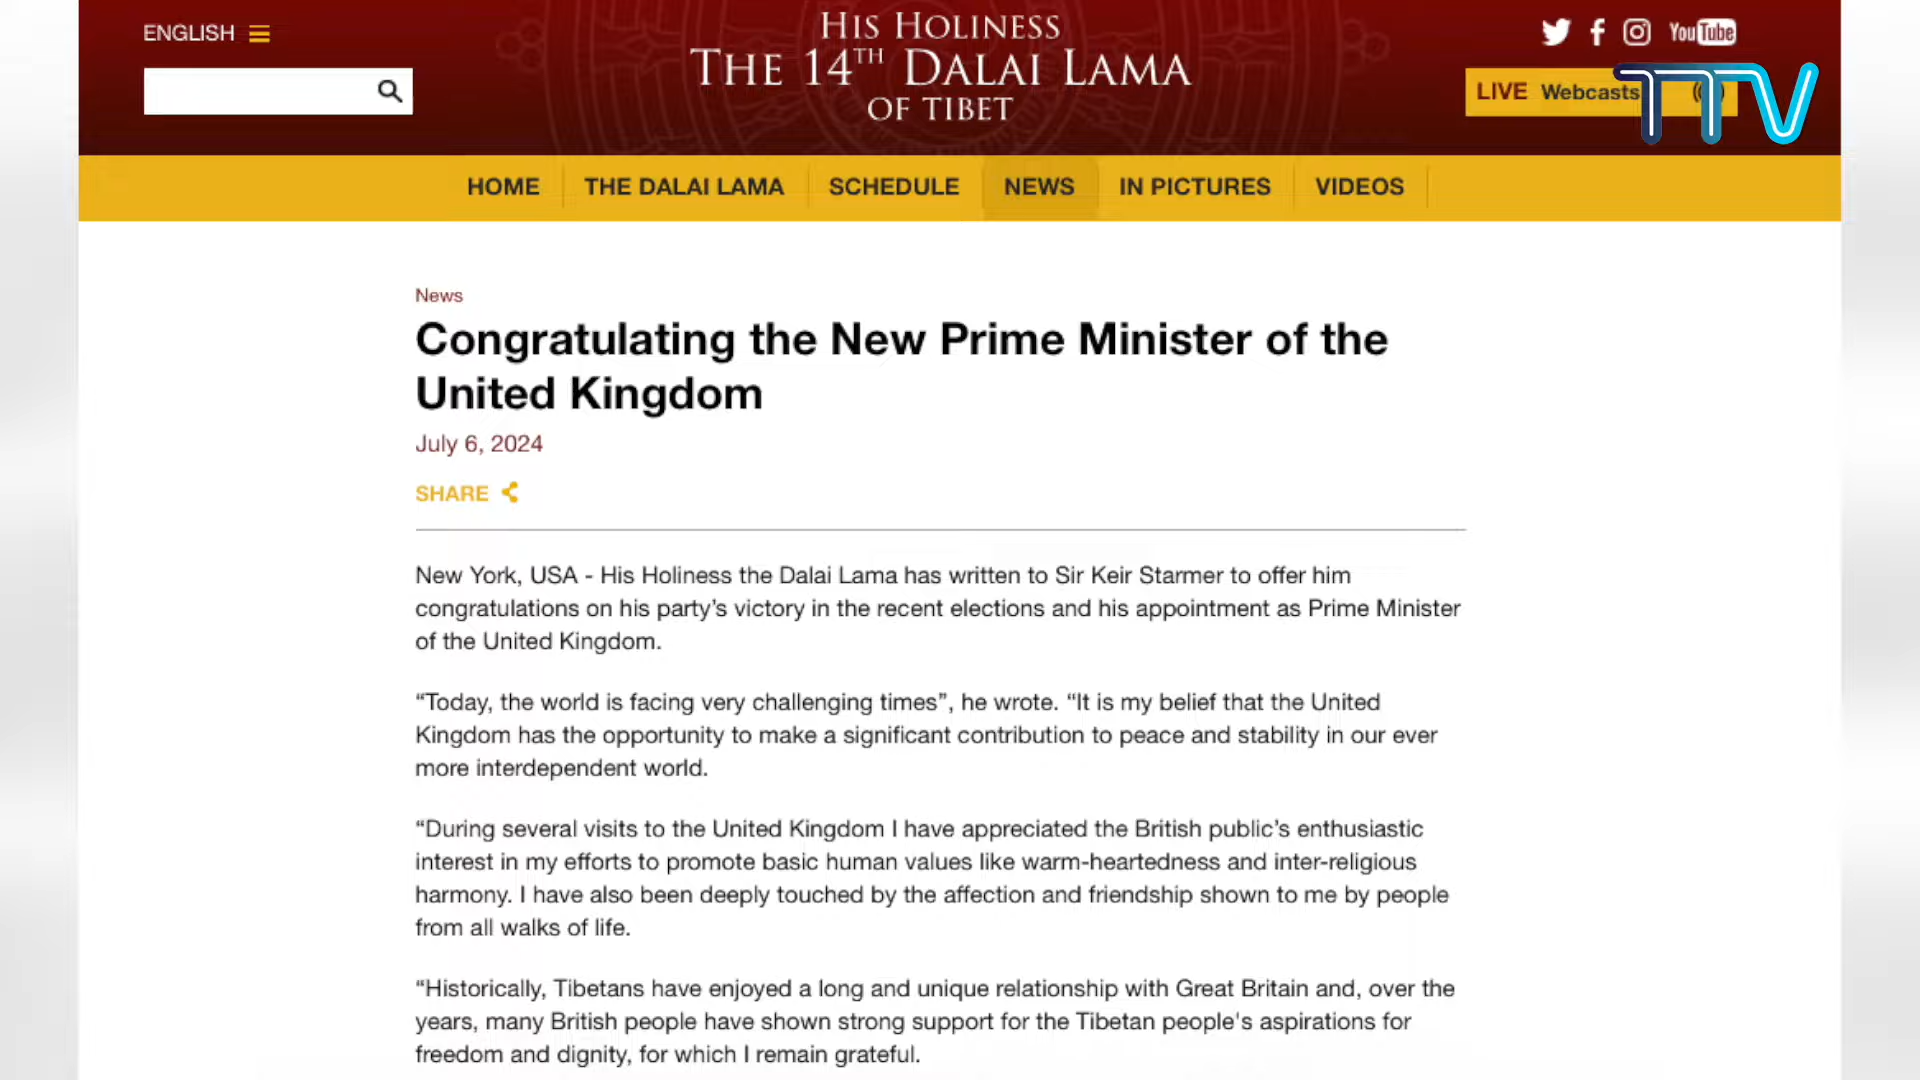 ENGLISH
HIS HOLINESS
THE 14TH DALAI LAMA
OF TIBET
YouTube
LIVE Webcasts
TTV
HOME
THE DALAI LAMA
SCHEDULE
NEWS
IN PICTURES
VIDEOS
News
Congratulating the New Prime Minister of the
United Kingdom
July 6, 2024
SHARE
New York, USA - His Holiness the Dalai Lama has written to Sir Keir Starmer to offer him
congratulations on his party’s victory in the recent elections and his appointment as Prime Minister
of the United Kingdom.
“Today, the world is facing very challenging times”, he wrote. “It is my belief that the United
Kingdom has the opportunity to make a significant contribution to peace and stability in our ever
more interdependent world.
“During several visits to the United Kingdom I have appreciated the British public’s enthusiastic
interest in my efforts to promote basic human values like warm-heartedness and inter-religious
harmony. I have also been deeply touched by the affection and friendship shown to me by people
from all walks of life.
“Historically, Tibetans have enjoyed a long and unique relationship with Great Britain and, over the
years, many British people have shown strong support for the Tibetan people's aspirations for
freedom and dignity, for which I remain grateful.